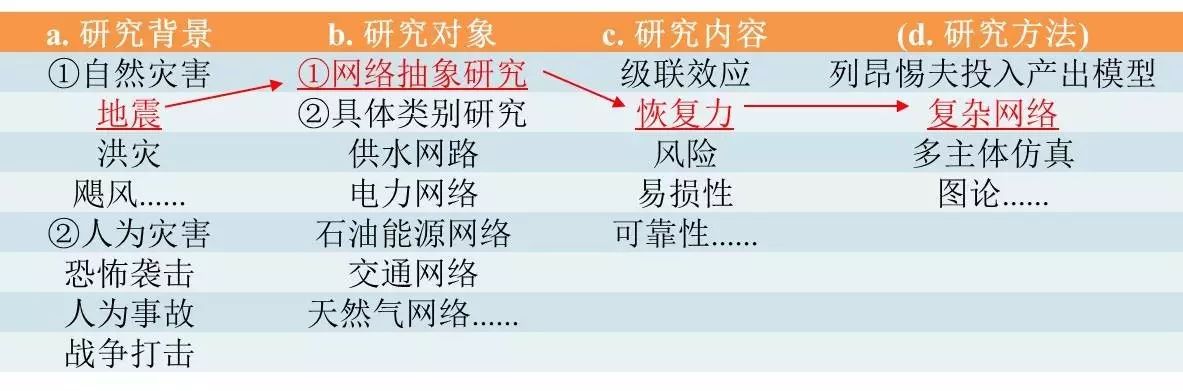 a. 研究背景 b. 研究对象 c. 研究内容 (d. 研究方法)
①自然灾害 ①网络抽象研究 级联效应 列昂惕夫投入产出模型
地震 ②具体类别研究 恢复力 复杂网络
洪灾 供水网路 风险 多主体仿真
飓风...... 电力网络 易损性 图论......
②人为灾害 石油能源网络 可靠性......
恐怖袭击 交通网络
人为事故 天然气网络......
战争打击